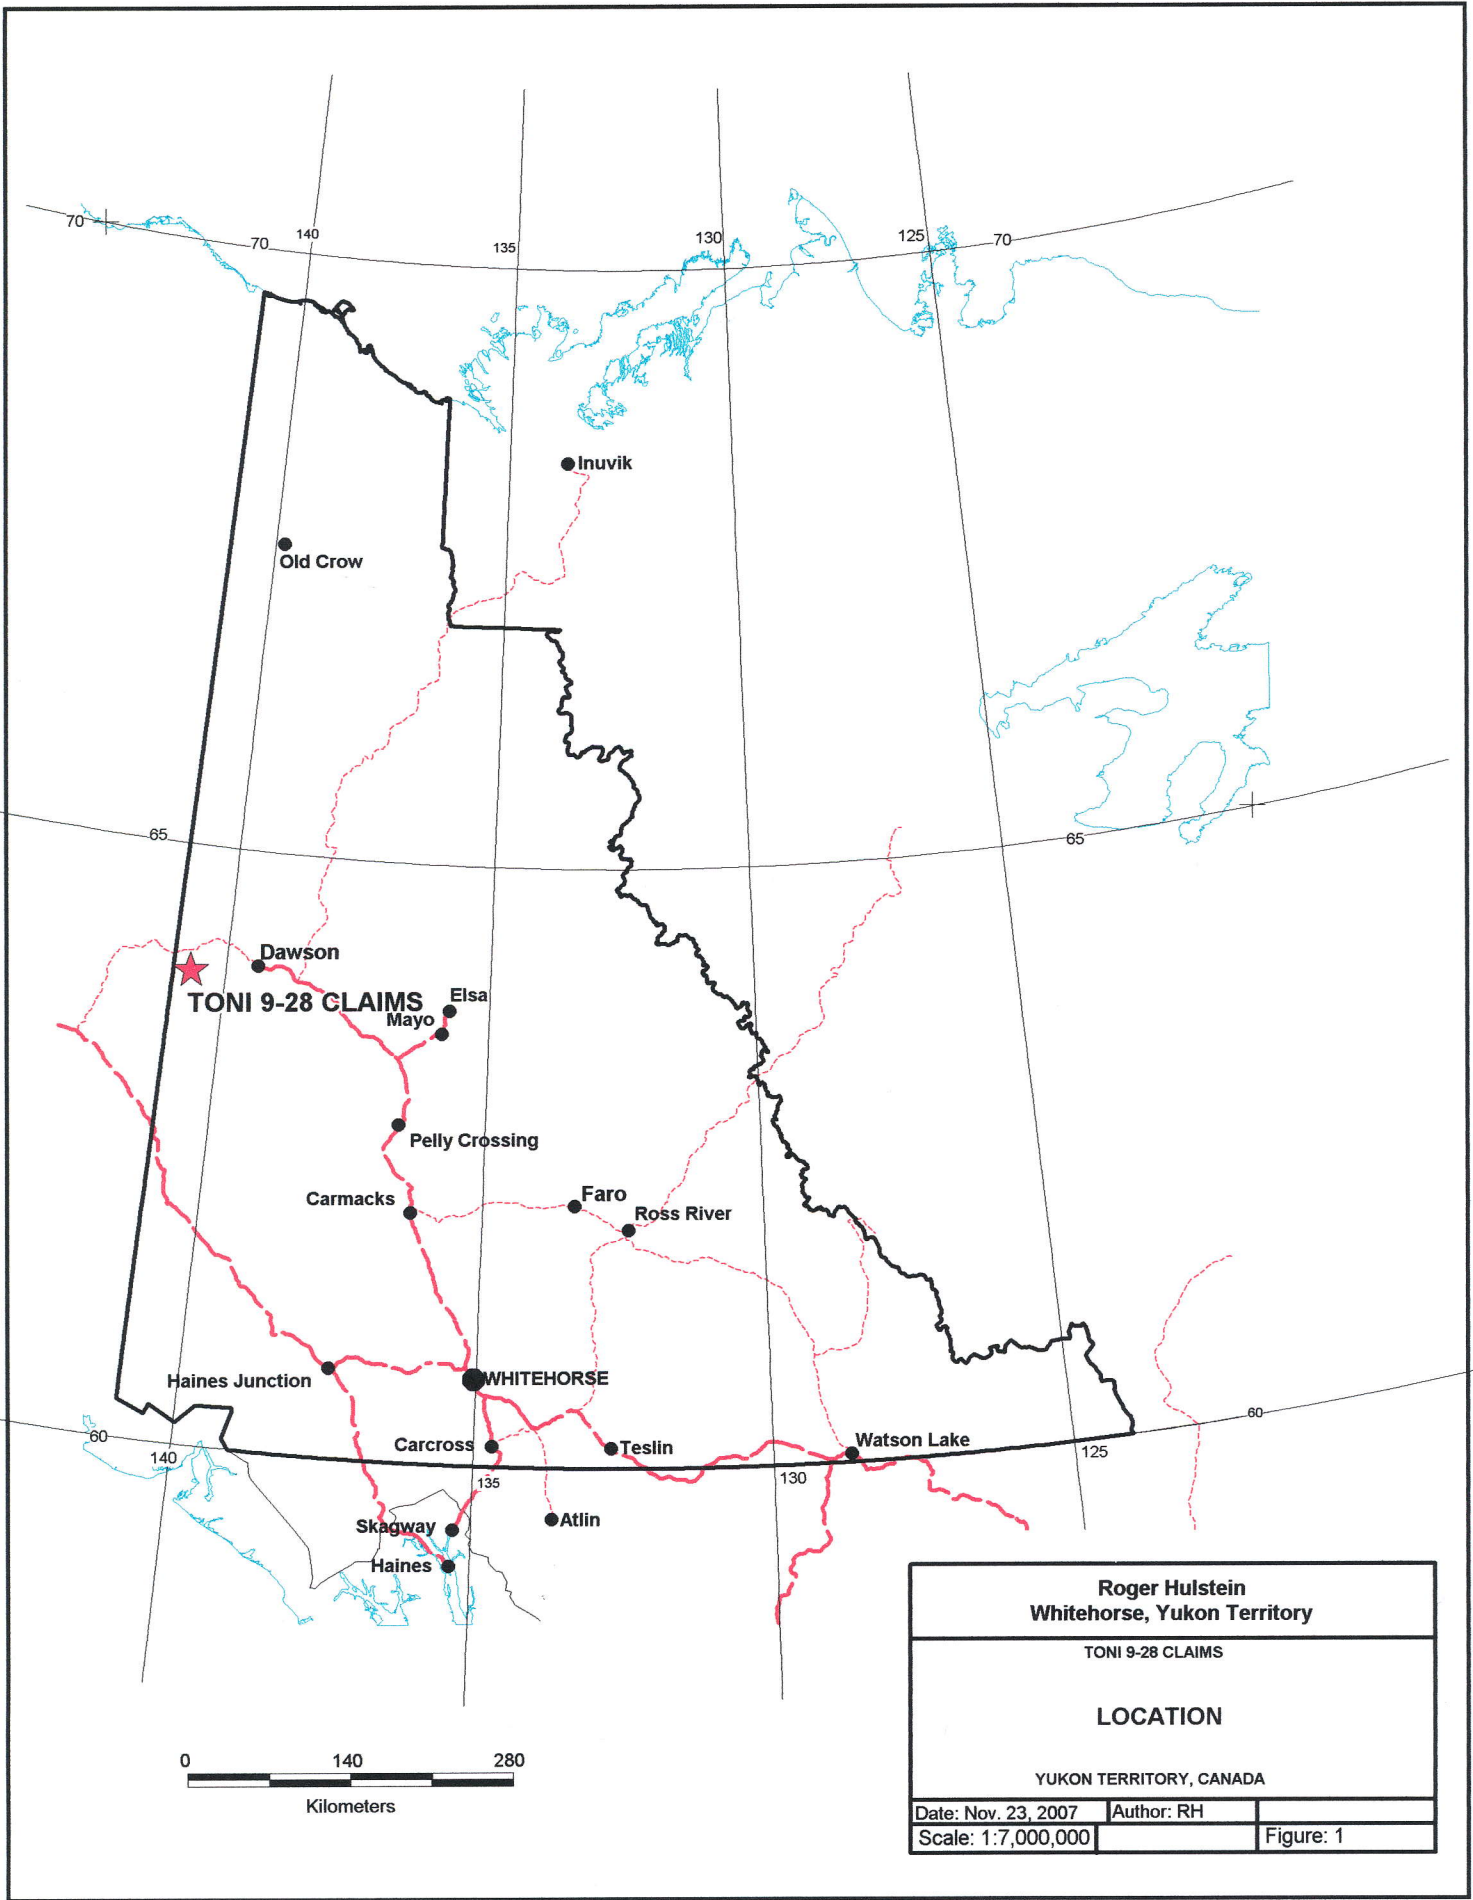 70
70
140
135
130
125
70
Inuvik
Old Crow
65
65
Dawson
TONI 9-28 CLAIMS
Elsa
Mayo
Pelly Crossing
Carmacks
Faro
Ross River
Haines Junction
WHITEHORSE
60
60
140
Carcross
Teslin
Watson Lake
135
130
125
Skagway
Atlin
Haines
Roger Hulstein
Whitehorse, Yukon Territory
TONI 9-28 CLAIMS
LOCATION
YUKON TERRITORY, CANADA
Date: Nov. 23, 2007
Author: RH
Scale: 1:7,000,000
Figure: 1
0
140
280
Kilometers